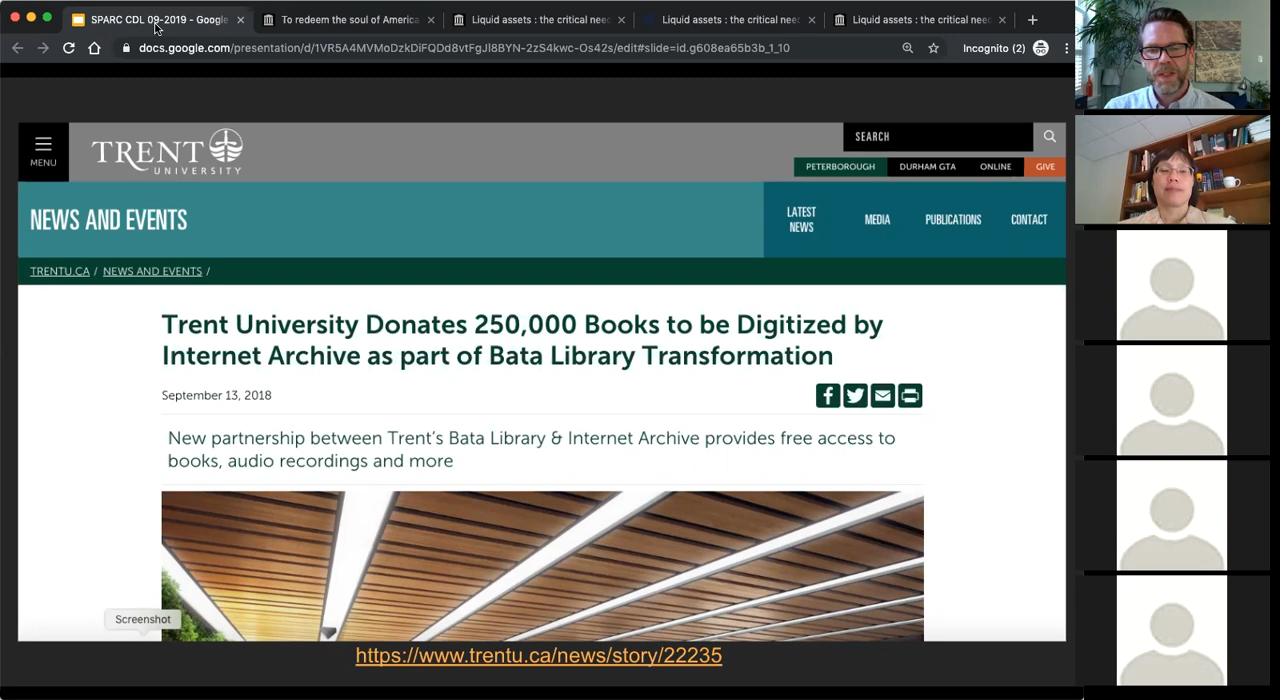 SPARC CDL 09-2019 - Google
To redeem the soul of America
Liquid assets : the critical need
Liquid assets : the critical need
Liquid assets : the critical need
docs.google.com/presentation/d/1VR5A4MVMoDzkDiFQDd8vtFgJI8BYN-2zS4kwc-Os42s/edit#slide=id.g608ea65b3b_1_10
Incognito (2)
MENU
TRENT
UNIVERSITY
SEARCH
PETERBOROUGH
DURHAM GTA
ONLINE
GIVE
NEWS AND EVENTS
LATEST
NEWS
MEDIA
PUBLICATIONS
CONTACT
TRENTU.CA / NEWS AND EVENTS /
Trent University Donates 250,000 Books to be Digitized by
Internet Archive as part of Bata Library Transformation
September 13, 2018
New partnership between Trent's Bata Library & Internet Archive provides free access to
books, audio recordings and more
Screenshot
https://www.trentu.ca/news/story/22235